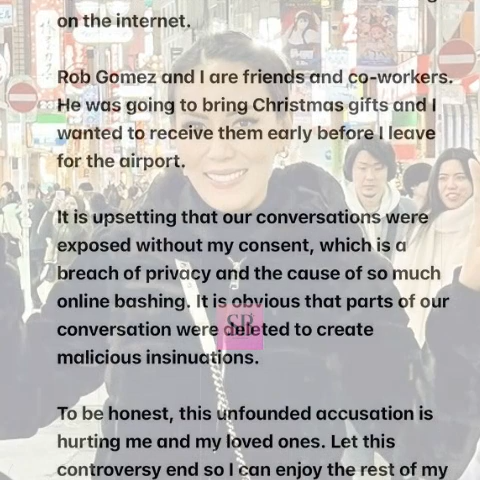 on the internet.
Rob Gomez and I are friends and co-workers.
He was going to bring Christmas gifts and I
wanted to receive them early before I leave
for the airport.
It is upsetting that our conversations were
exposed without my consent, which is a
breach of privacy and the cause of so much
online bashing. It is obvious that parts of our
conversation were deleted to create
malicious insinuations.
SP
To be honest, this unfounded accusation is
hurting me and my loved ones. Let this
controversy end so I can enjoy the rest of my